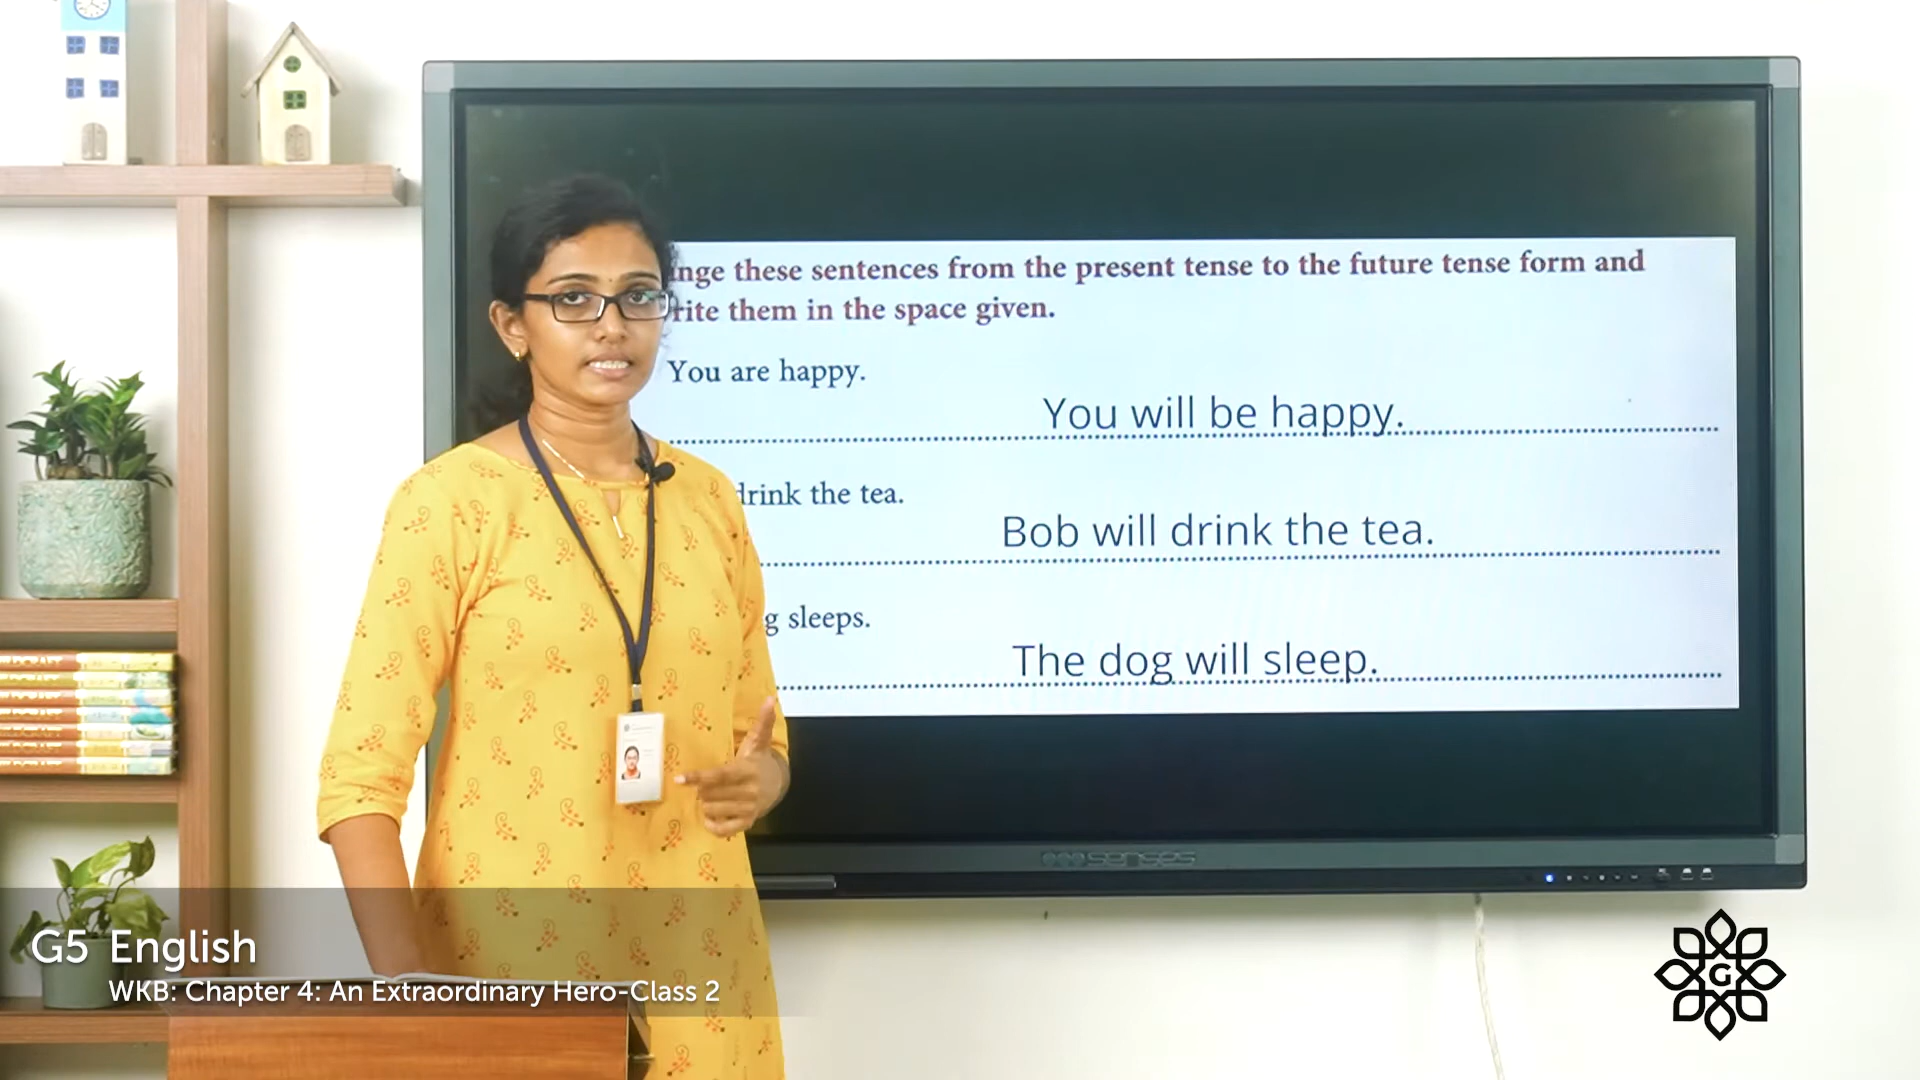 these sentences from the present tense to the future tense form and
them in the space given.
You are happy.
You will be happy.
drink the tea.
Bob will drink the tea.
sleeps.
The dog will sleep.
senses
G5 English
WKB: Chapter 4: An Extraordinary Hero-Class 2
G